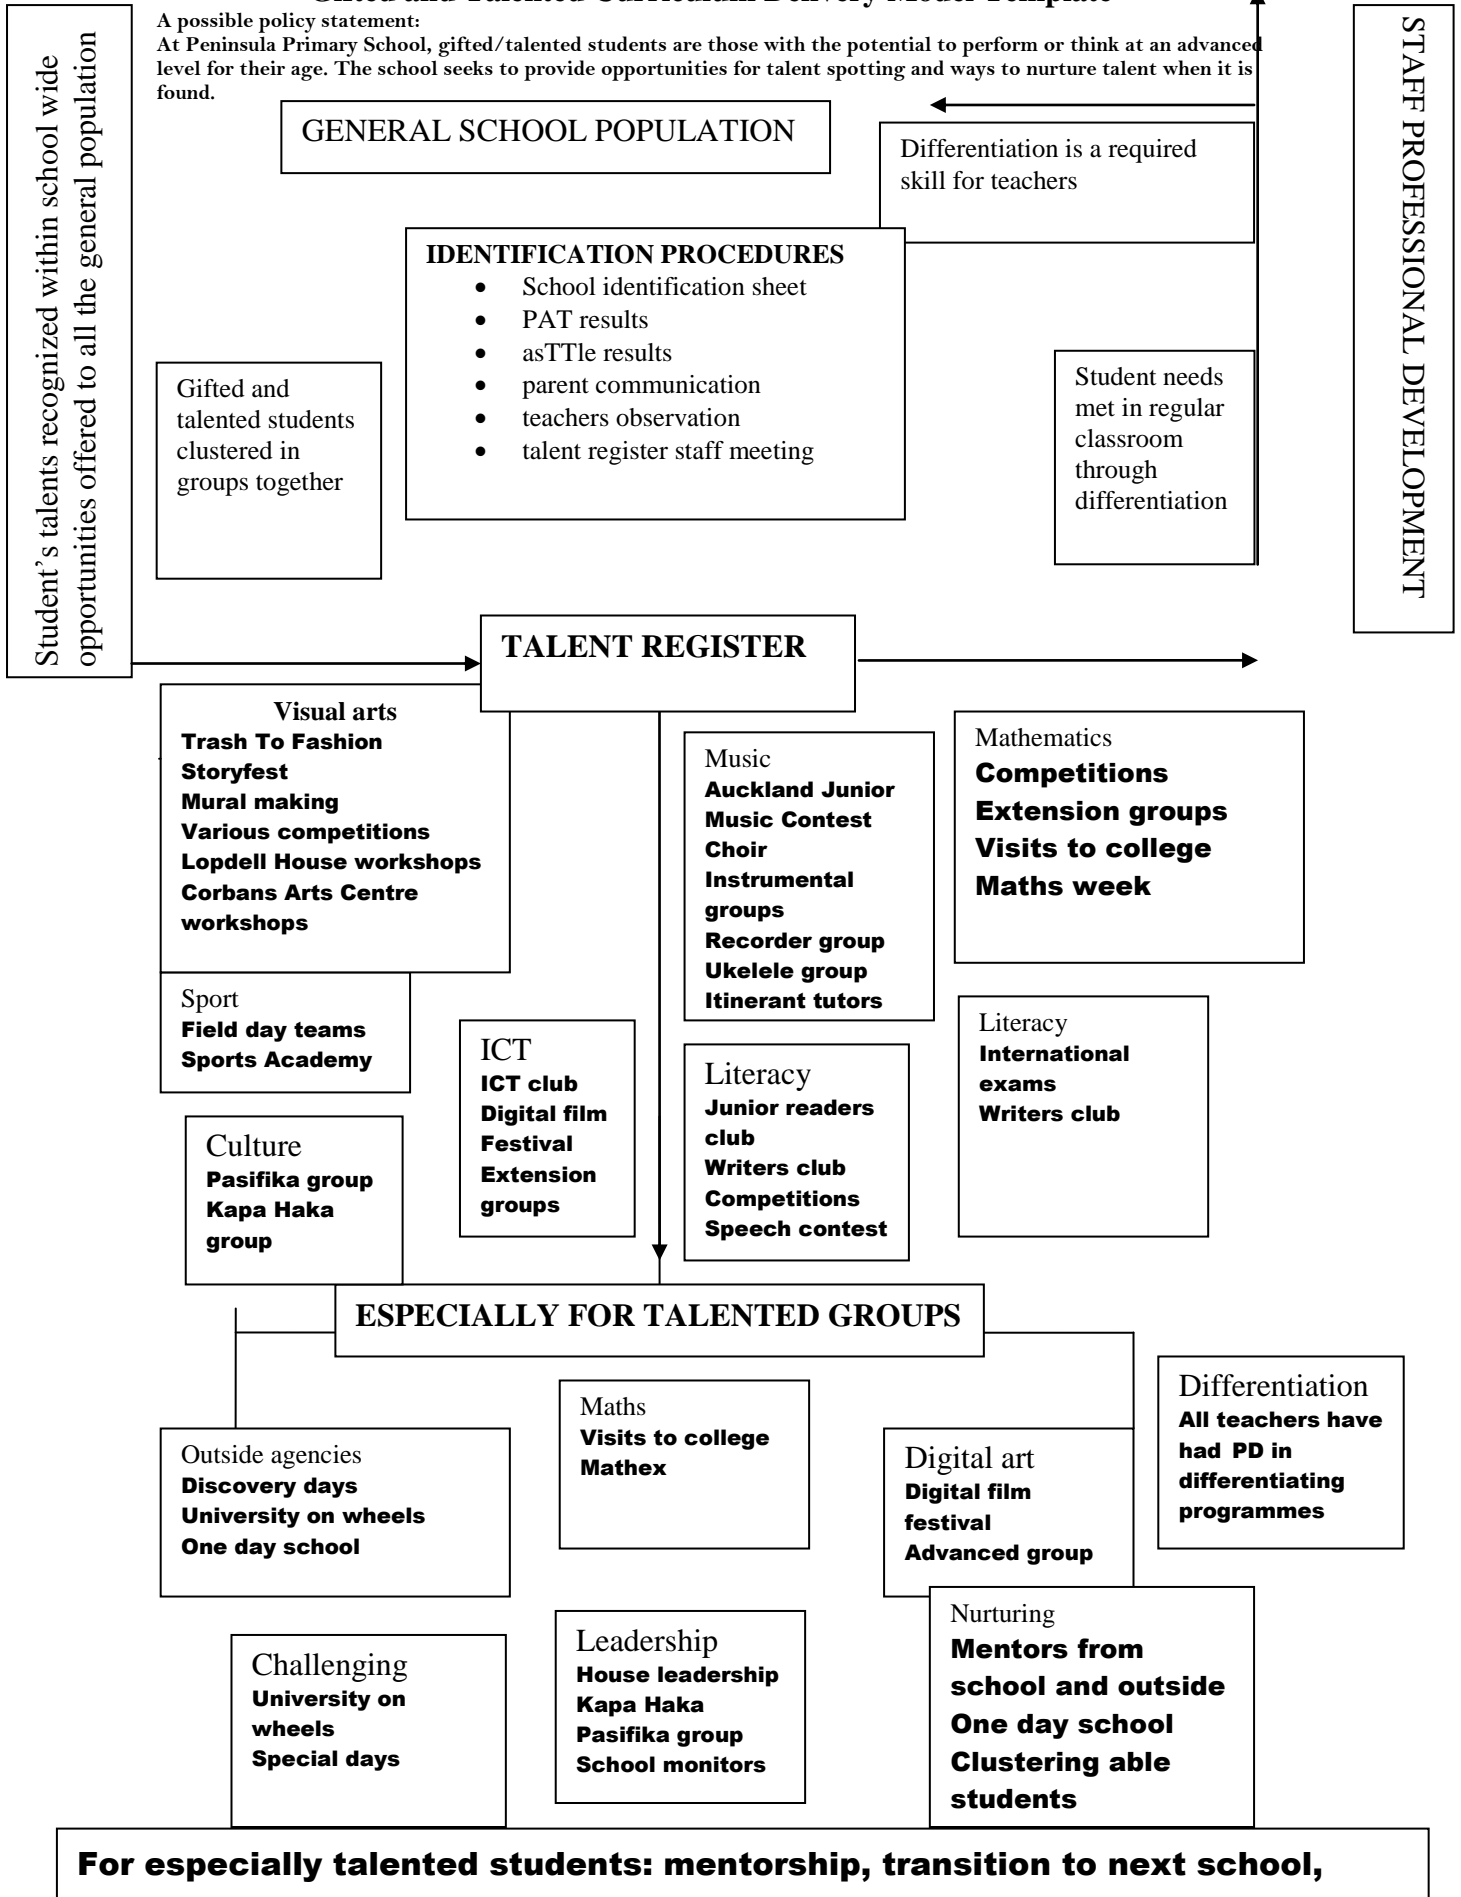 Gifted and Talented Curriculum Delivery Model Template
A possible policy statement:
At Peninsula Primary School, gifted/talented students are those with the potential to perform or think at an advanced
level for their age. The school seeks to provide opportunities for talent spotting and ways to nurture talent when it is
found.
Student's talents recognized within school wide
opportunities offered to all the general population
GENERAL SCHOOL POPULATION
Differentiation is a required
skill for teachers
STAFF PROFESSIONAL DEVELOPMENT
IDENTIFICATION PROCEDURES
• School identification sheet
• PAT results
• asTTle results
• parent communication
• teachers observation
• talent register staff meeting
Gifted and
talented students
clustered in
groups together
Student needs
met in regular
classroom
through
differentiation
TALENT REGISTER
Visual arts
Trash To Fashion
Storyfest
Mural making
Various competitions
Lopdell House workshops
Corbans Arts Centre
workshops
Music
Auckland Junior
Music Contest
Choir
Instrumental
groups
Recorder group
Ukelele group
Itinerant tutors
Mathematics
Competitions
Extension groups
Visits to college
Maths week
Sport
Field day teams
Sports Academy
ICT
ICT club
Digital film
Festival
Extension
groups
Literacy
Junior readers
club
Writers club
Competitions
Speech contest
Literacy
International
exams
Writers club
Culture
Pasifika group
Kapa Haka
group
ESPECIALLY FOR TALENTED GROUPS
Outside agencies
Discovery days
University on wheels
One day school
Maths
Visits to college
Mathex
Digital art
Digital film
festival
Advanced group
Differentiation
All teachers have
had PD in
differentiating
programmes
Challenging
University on
wheels
Special days
Leadership
House leadership
Kapa Haka
Pasifika group
School monitors
Nurturing
Mentors from
school and outside
One day school
Clustering able
students
For especially talented students: mentorship, transition to next school,